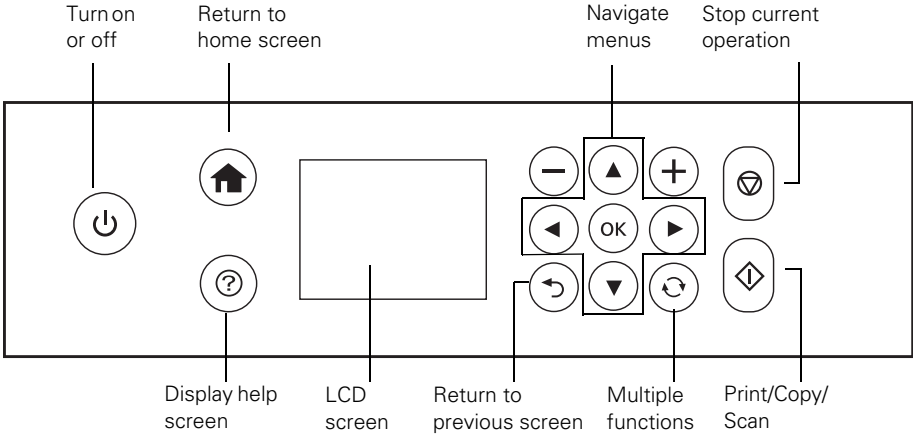 Turn on
or off
Return to
home screen
Navigate
menus
Stop current
operation
OK
?
Display help
screen
LCD
screen
Return to
previous screen
Multiple
functions
Print/Copy/
Scan